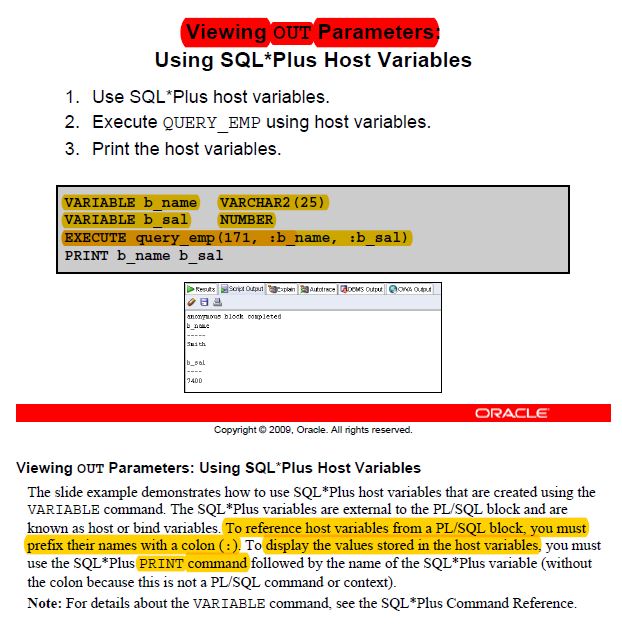 Viewing OUT Parameters:
Using SQL*Plus Host Variables
1. Use SQL*Plus host variables.
2. Execute QUERY_EMP using host variables.
3. Print the host variables.
VARIABLE b_name VARCHAR2(25)
VARIABLE b_sal NUMBER
EXECUTE query_emp(171, :b_name, :b_sal)
PRINT b_name b_sal
Results Script Output Explain Autotrace DBMS Output OWA Output
anonymous block completed
b_name
-----
Smith
b_sal
----
7400
ORACLE
Copyright © 2009, Oracle. All rights reserved.
Viewing OUT Parameters: Using SQL*Plus Host Variables
The slide example demonstrates how to use SQL*Plus host variables that are created using the
VARIABLE command. The SQL*Plus variables are external to the PL/SQL block and are
known as host or bind variables. To reference host variables from a PL/SQL block, you must
prefix their names with a colon (:). To display the values stored in the host variables, you must
use the SQL*Plus PRINT command followed by the name of the SQL*Plus variable (without
the colon because this is not a PL/SQL command or context).
Note: For details about the VARIABLE command, see the SQL*Plus Command Reference.